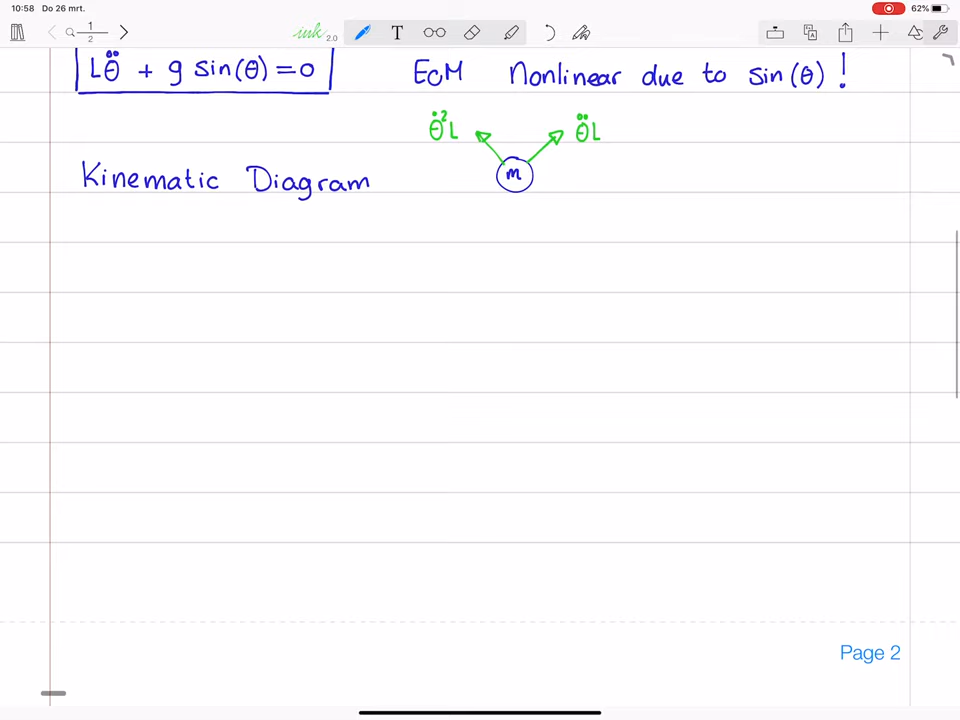 10:58 Do 26 mrt. 62%
1/2 ink 2.0 T
Lθ̈ + g sin(θ) = 0 EoM Nonlinear due to sin(θ) !
θ̇²L θ̈L
Kinematic Diagram m
Page 2